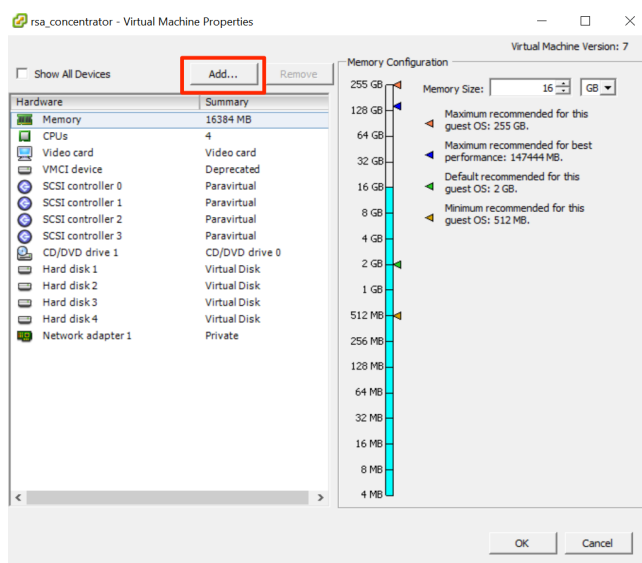 rsa_concentrator - Virtual Machine Properties
Virtual Machine Version: 7
Show All Devices
Add...
Remove
Hardware Summary
Memory 16384 MB
CPUs 4
Video card Video card
VMCI device Deprecated
SCSI controller 0 Paravirtual
SCSI controller 1 Paravirtual
SCSI controller 2 Paravirtual
SCSI controller 3 Paravirtual
CD/DVD drive 1 CD/DVD drive 0
Hard disk 1 Virtual Disk
Hard disk 2 Virtual Disk
Hard disk 3 Virtual Disk
Hard disk 4 Virtual Disk
Network adapter 1 Private
Memory Configuration
255 GB
128 GB
64 GB
32 GB
16 GB
8 GB
4 GB
2 GB
1 GB
512 MB
256 MB
128 MB
64 MB
32 MB
16 MB
8 MB
4 MB
Memory Size: 16 GB
Maximum recommended for this
guest OS: 255 GB.
Maximum recommended for best
performance: 147444 MB.
Default recommended for this
guest OS: 2 GB.
Minimum recommended for this
guest OS: 512 MB.
OK
Cancel